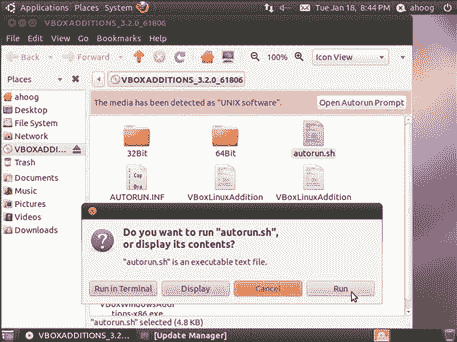 Applications Places System
Tue Jan 18, 8:44 PM ahoog
VBOXADDITIONS_3.2.0_61806
File Edit View Go Bookmarks Help
Back Forward 100% Icon View
Places
VBOXADDITIONS_3.2.0_61806
ahoog
Desktop
File System
Network
VBOXADDI...
Trash
Documents
Music
Pictures
Videos
Downloads
The media has been detected as "UNIX software".
Open Autorun Prompt
32Bit
64Bit
autorun.sh
AUTORUN.INF
VBoxLinuxAddition
VBoxLinuxAddition
Do you want to run "autorun.sh",
or display its contents?
"autorun.sh" is an executable text file.
Run in Terminal Display Cancel Run
VBoxWindowsAddi
tions-x86.exe
"autorun.sh" selected (4.8 KB)
VBOXADDITIONS_3.2...
[Update Manager]